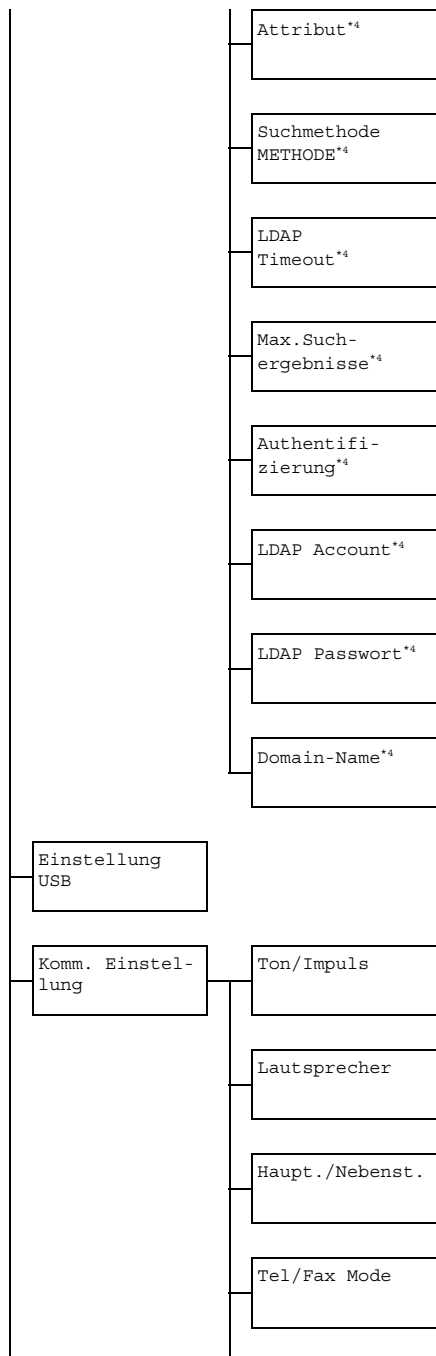 Attribut*4
Suchmethode
METHODE*4
LDAP
Timeout*4
Max.Such-
ergebnisse*4
Authentifi-
zierung*4
LDAP Account*4
LDAP Passwort*4
Domain-Name*4
Einstellung
USB
Komm. Einstel-
lung
Ton/Impuls
Lautsprecher
Haupt./Nebenst.
Tel/Fax Mode